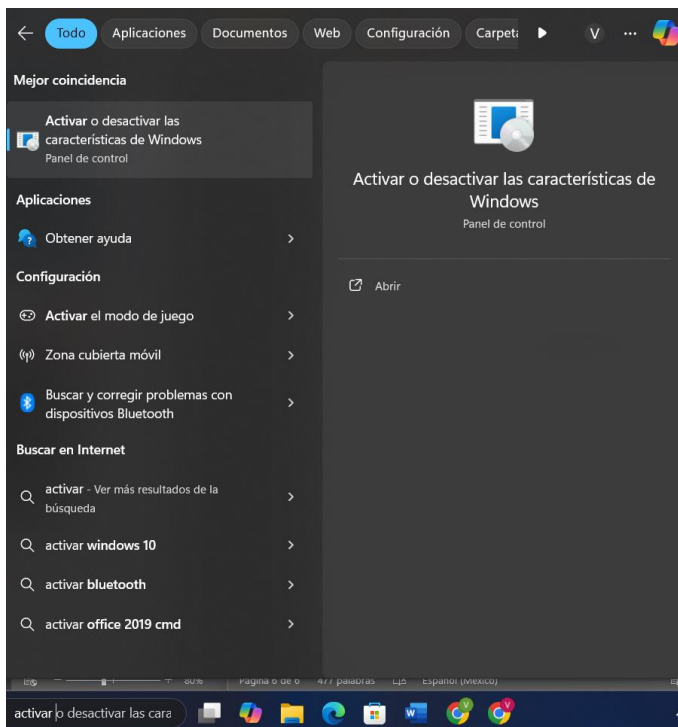 Todo Aplicaciones Documentos Web Configuración Carpeta V ...
Mejor coincidencia
Activar o desactivar las
características de Windows
Panel de control
Aplicaciones
Obtener ayuda
Configuración
Activar el modo de juego
Zona cubierta móvil
Buscar y corregir problemas con
dispositivos Bluetooth
Buscar en Internet
activar - Ver más resultados de la
búsqueda
activar windows 10
activar bluetooth
activar office 2019 cmd
Activar o desactivar las características de
Windows
Panel de control
Abrir
80% Página 6 de 6 477 palabras Español (México)
activar o desactivar las cara